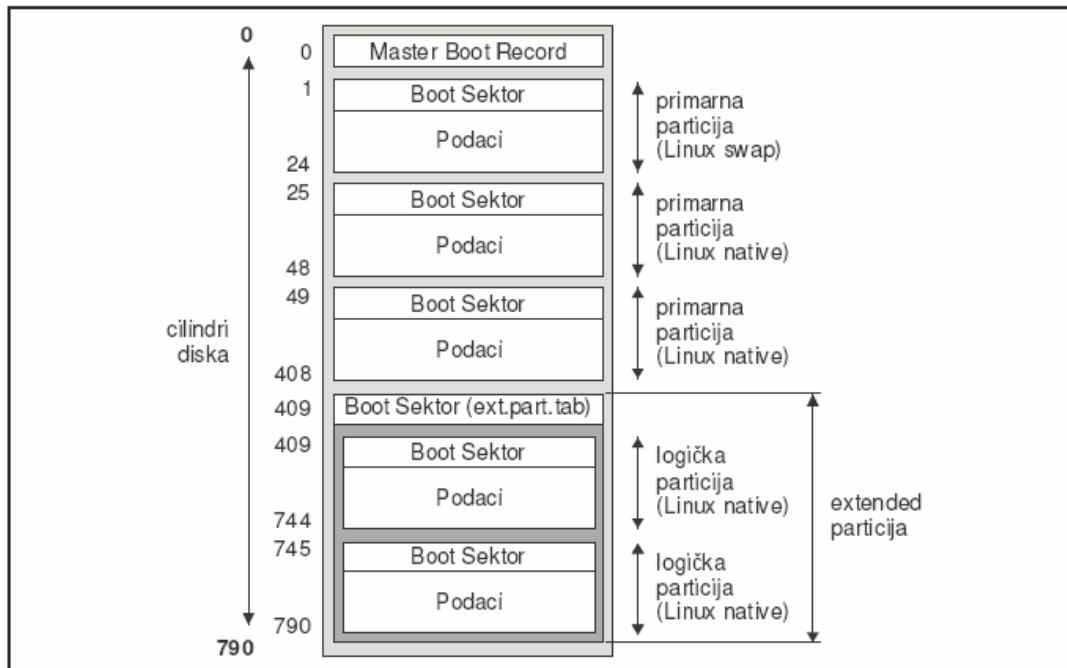 0
0
Master Boot Record
1
Boot Sektor
Podaci
24
primarna
particija
(Linux swap)
25
Boot Sektor
Podaci
48
primarna
particija
(Linux native)
49
Boot Sektor
Podaci
408
primarna
particija
(Linux native)
cilindri
diska
409
Boot Sektor (ext.part.tab)
409
Boot Sektor
Podaci
744
logička
particija
(Linux native)
extended
particija
745
Boot Sektor
Podaci
790
logička
particija
(Linux native)
790